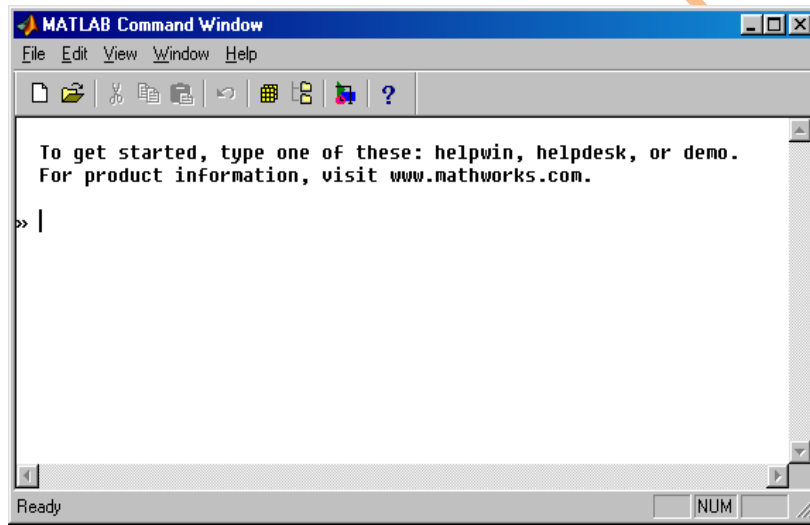 MATLAB Command Window
File Edit View Window Help
?
To get started, type one of these: helpwin, helpdesk, or demo.
For product information, visit www.mathworks.com.
»
Ready NUM